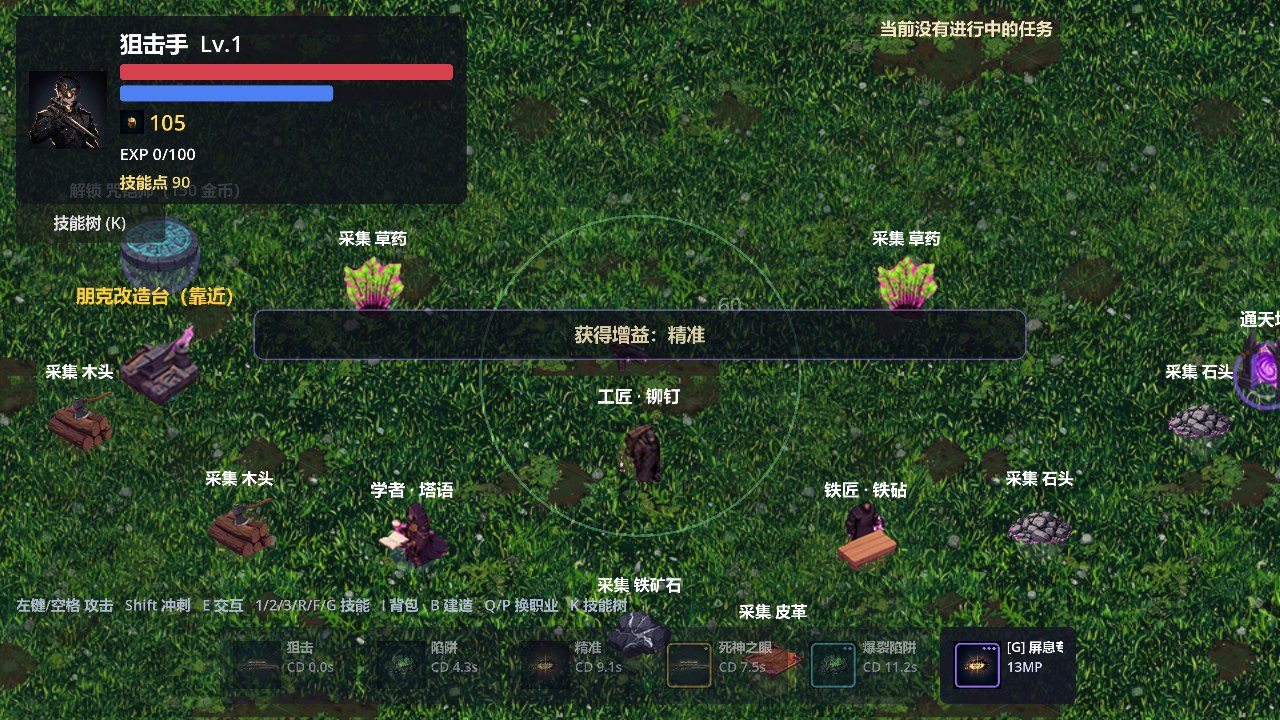 狙击手 Lv.1
105
EXP 0/100
技能点 90
技能树 (K)
当前没有进行中的任务
采集 草药
采集 草药
朋克改造台（靠近）
60
获得增益：精准
采集 木头
采集 石头
工匠 · 铆钉
采集 木头
学者 · 塔语
铁匠 · 铁砧
采集 石头
采集 铁矿石
采集 皮革
左键/空格 攻击 Shift 冲刺 E 交互 1/2/3/R/F/G 技能 I 背包 B 建造 Q/P 换职业 K 技能树
狙击
CD 0.0s
陷阱
CD 4.3s
精准
CD 9.1s
死神之眼
CD 7.5s
爆裂陷阱
CD 11.2s
[G] 屏息
13MP